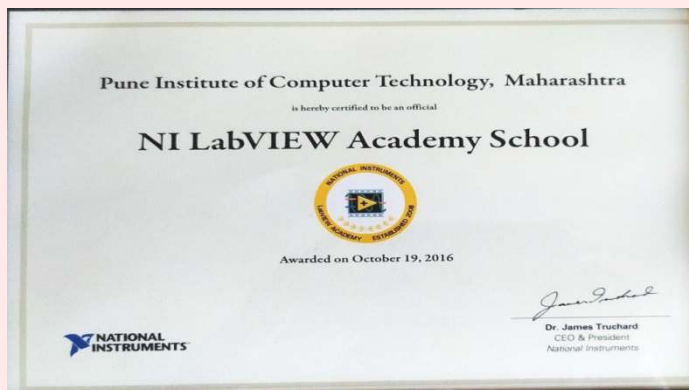 Pune Institute of Computer Technology, Maharashtra
is hereby certified to be an official
NI LabVIEW Academy School
NATIONAL INSTRUMENTS
LABVIEW ACADEMY ESTABLISHED 2008
Awarded on October 19, 2016
NATIONAL
INSTRUMENTS
Dr. James Truchard
CEO & President
National Instruments